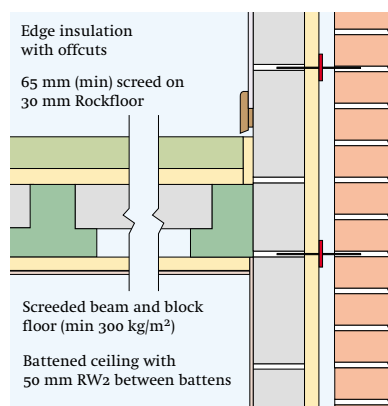 Edge insulation
with offcuts
65 mm (min) screed on
30 mm Rockfloor
Screeded beam and block
floor (min 300 kg/m²)
Battened ceiling with
50 mm RW2 between battens